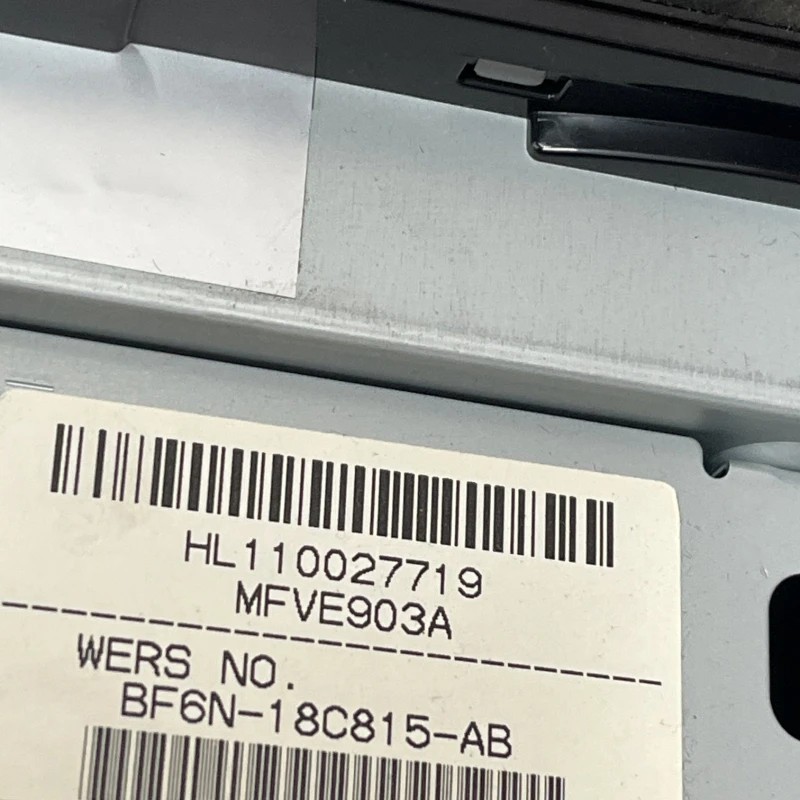 HL110027719
MFVE903A
WERS NO.
BF6N-18C815-AB